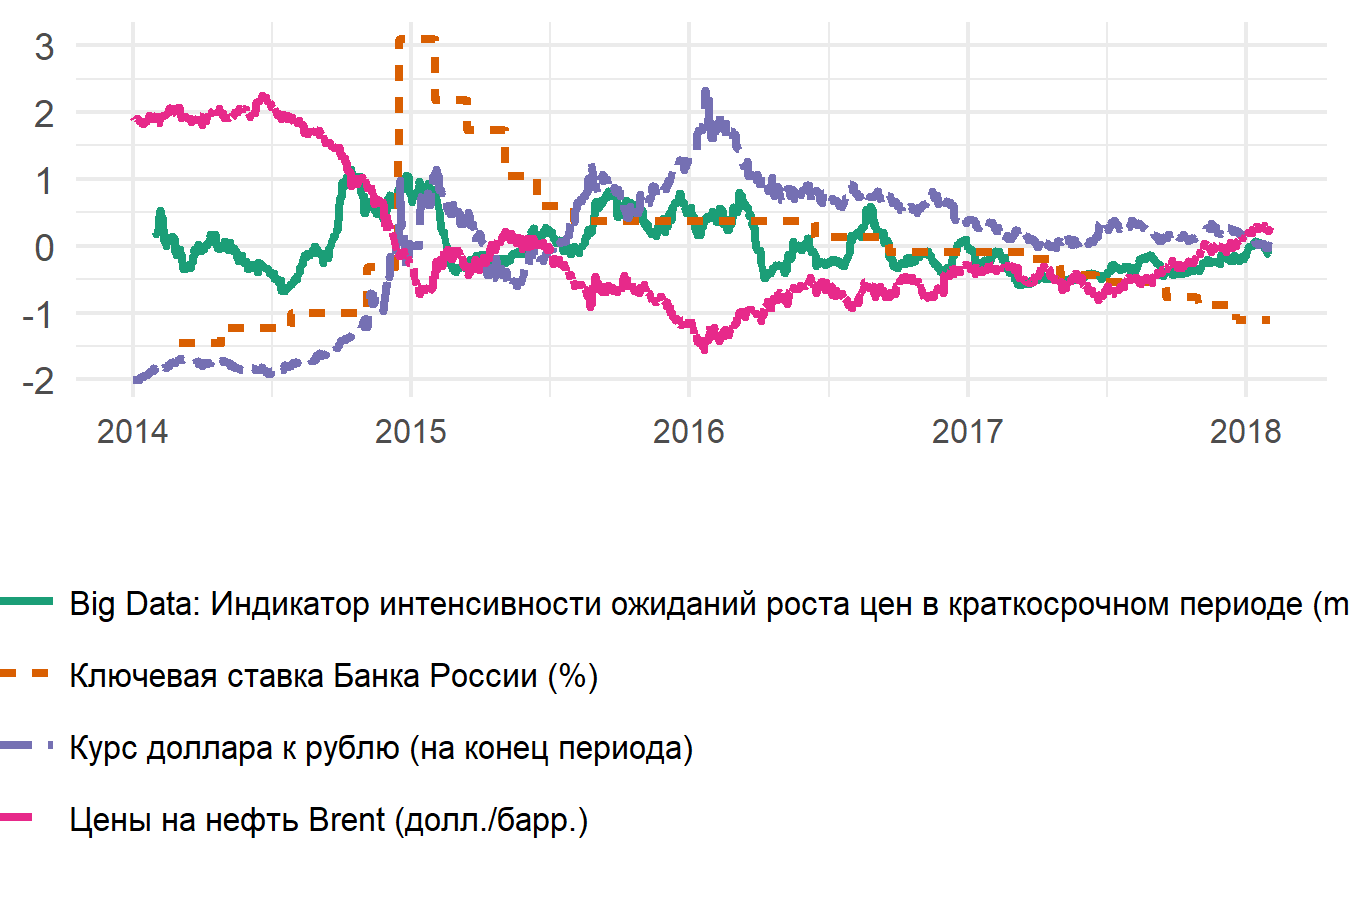 3
2
1
0
-1
-2
2014 2015 2016 2017 2018
Big Data: Индикатор интенсивности ожиданий роста цен в краткосрочном периоде (m
Ключевая ставка Банка России (%)
Курс доллара к рублю (на конец периода)
Цены на нефть Brent (долл./барр.)